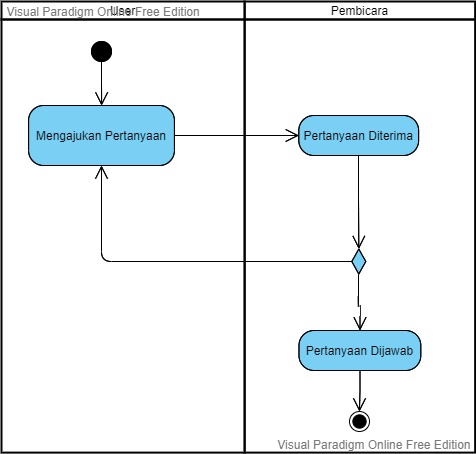 Visual Paradigm Online Free Edition
User
Pembicara
Mengajukan Pertanyaan
Pertanyaan Diterima
Pertanyaan Dijawab
Visual Paradigm Online Free Edition